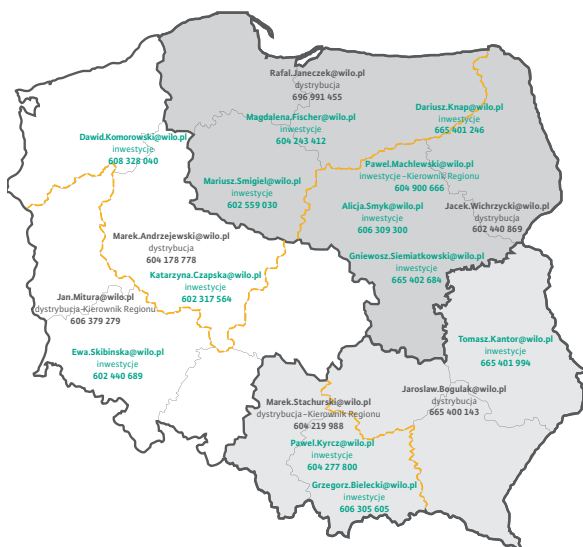 Rafal.Janeczek@wilo.pl
dystrybucja
696 991 455
Magdalena.Fischer@wilo.pl
inwestycje
604 243 412
Dariusz.Knap@wilo.pl
inwestycje
665 401 246
Dawid.Komorowski@wilo.pl
inwestycje
608 328 040
Mariusz.Smigiel@wilo.pl
inwestycje
602 559 030
Pawel.Machlewski@wilo.pl
inwestycje–Kierownik Regionu
604 900 666
Alicja.Smyk@wilo.pl
inwestycje
606 309 300
Jacek.Wichrzycki@wilo.pl
dystrybucja
602 440 869
Marek.Andrzejewski@wilo.pl
dystrybucja
604 178 778
Gniewosz.Siemiatkowski@wilo.pl
inwestycje
665 402 684
Katarzyna.Czapska@wilo.pl
inwestycje
602 317 564
Jan.Mitura@wilo.pl
dystrybucja-Kierownik Regionu
606 379 279
Ewa.Skibinska@wilo.pl
inwestycje
602 440 689
Tomasz.Kantor@wilo.pl
inwestycje
665 401 994
Jaroslaw.Bogulak@wilo.pl
dystrybucja
665 400 143
Marek.Stachurski@wilo.pl
dystrybucja–Kierownik Regionu
604 219 988
Pawel.Kyrcz@wilo.pl
inwestycje
604 277 800
Grzegorz.Bielecki@wilo.pl
inwestycje
606 305 605